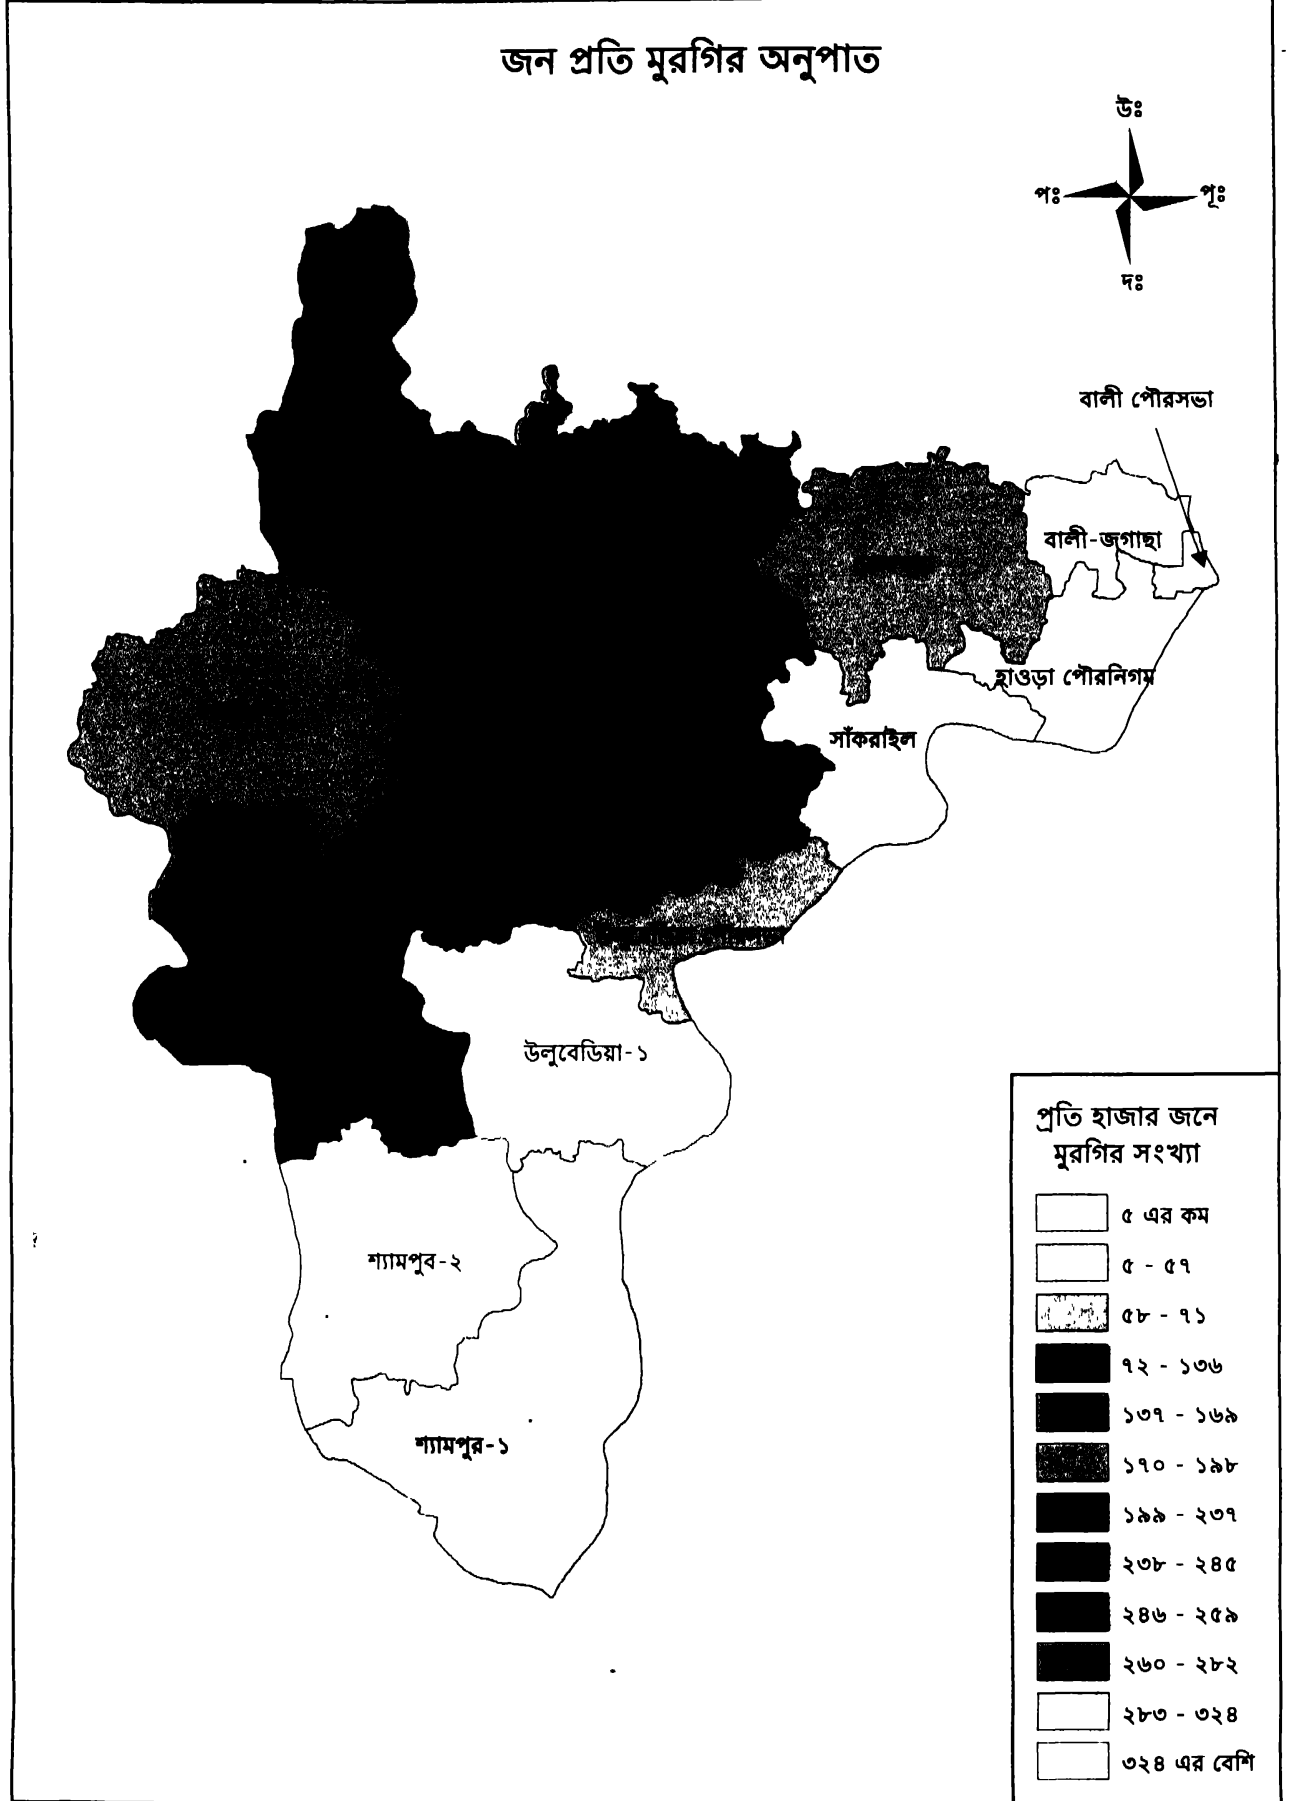 জন প্রতি মুরগির অনুপাত
উঃ
পঃ
পূঃ
দঃ
বালী পৌরসভা
বালী-জগাছা
হাওড়া পৌরনিগম
সাঁকরাইল
উলুবেড়িয়া-১
শ্যামপুর-২
শ্যামপুর-১
প্রতি হাজার জনে
মুরগির সংখ্যা
৫ এর কম
৫ - ৫৭
৫৮ - ৭১
৭২ - ১৩৬
১৩৭ - ১৬৯
১৭০ - ১৯৮
১৯৯ - ২৩৭
২৩৮ - ২৪৫
২৪৬ - ২৫৯
২৬০ - ২৮২
২৮৩ - ৩২৪
৩২৪ এর বেশি